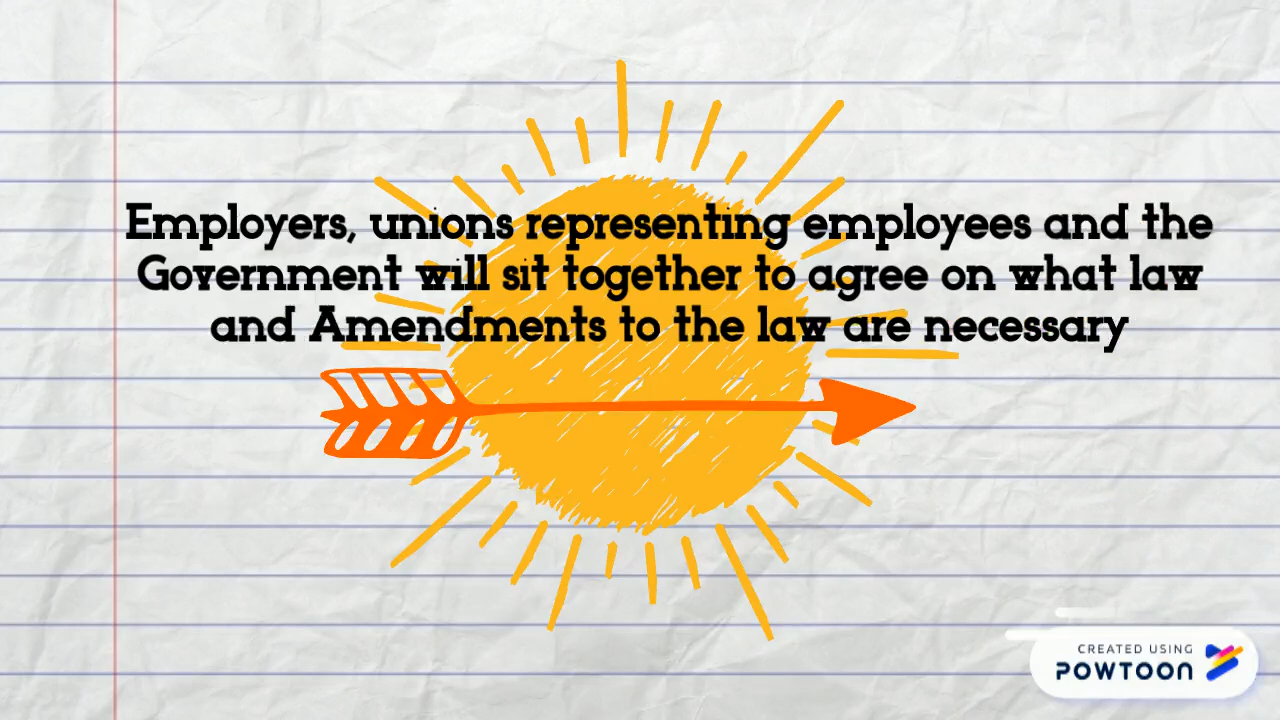 Employers, unions representing employees and the
Government will sit together to agree on what law
and Amendments to the law are necessary
CREATED USING
POWTOON